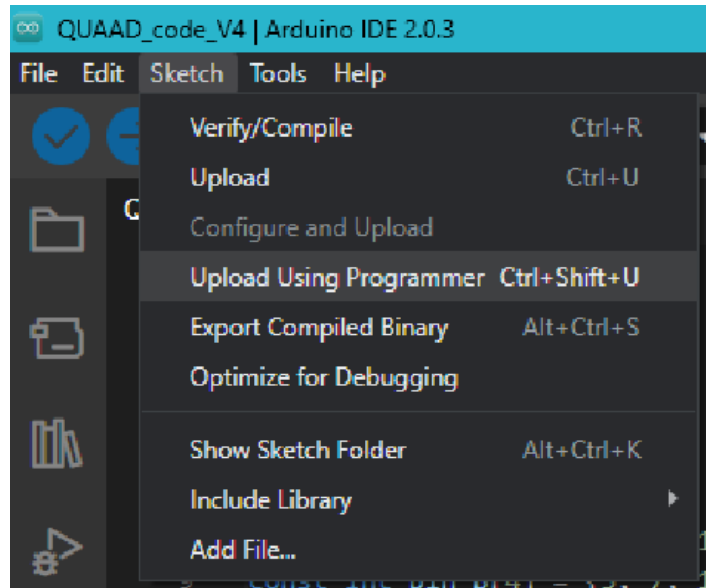 QUAAD_code_V4 | Arduino IDE 2.0.3
File Edit Sketch Tools Help
Verify/Compile Ctrl+R
Upload Ctrl+U
Q
Configure and Upload
Upload Using Programmer Ctrl+Shift+U
Export Compiled Binary Alt+Ctrl+S
Optimize for Debugging
Show Sketch Folder Alt+Ctrl+K
Include Library
Add File...